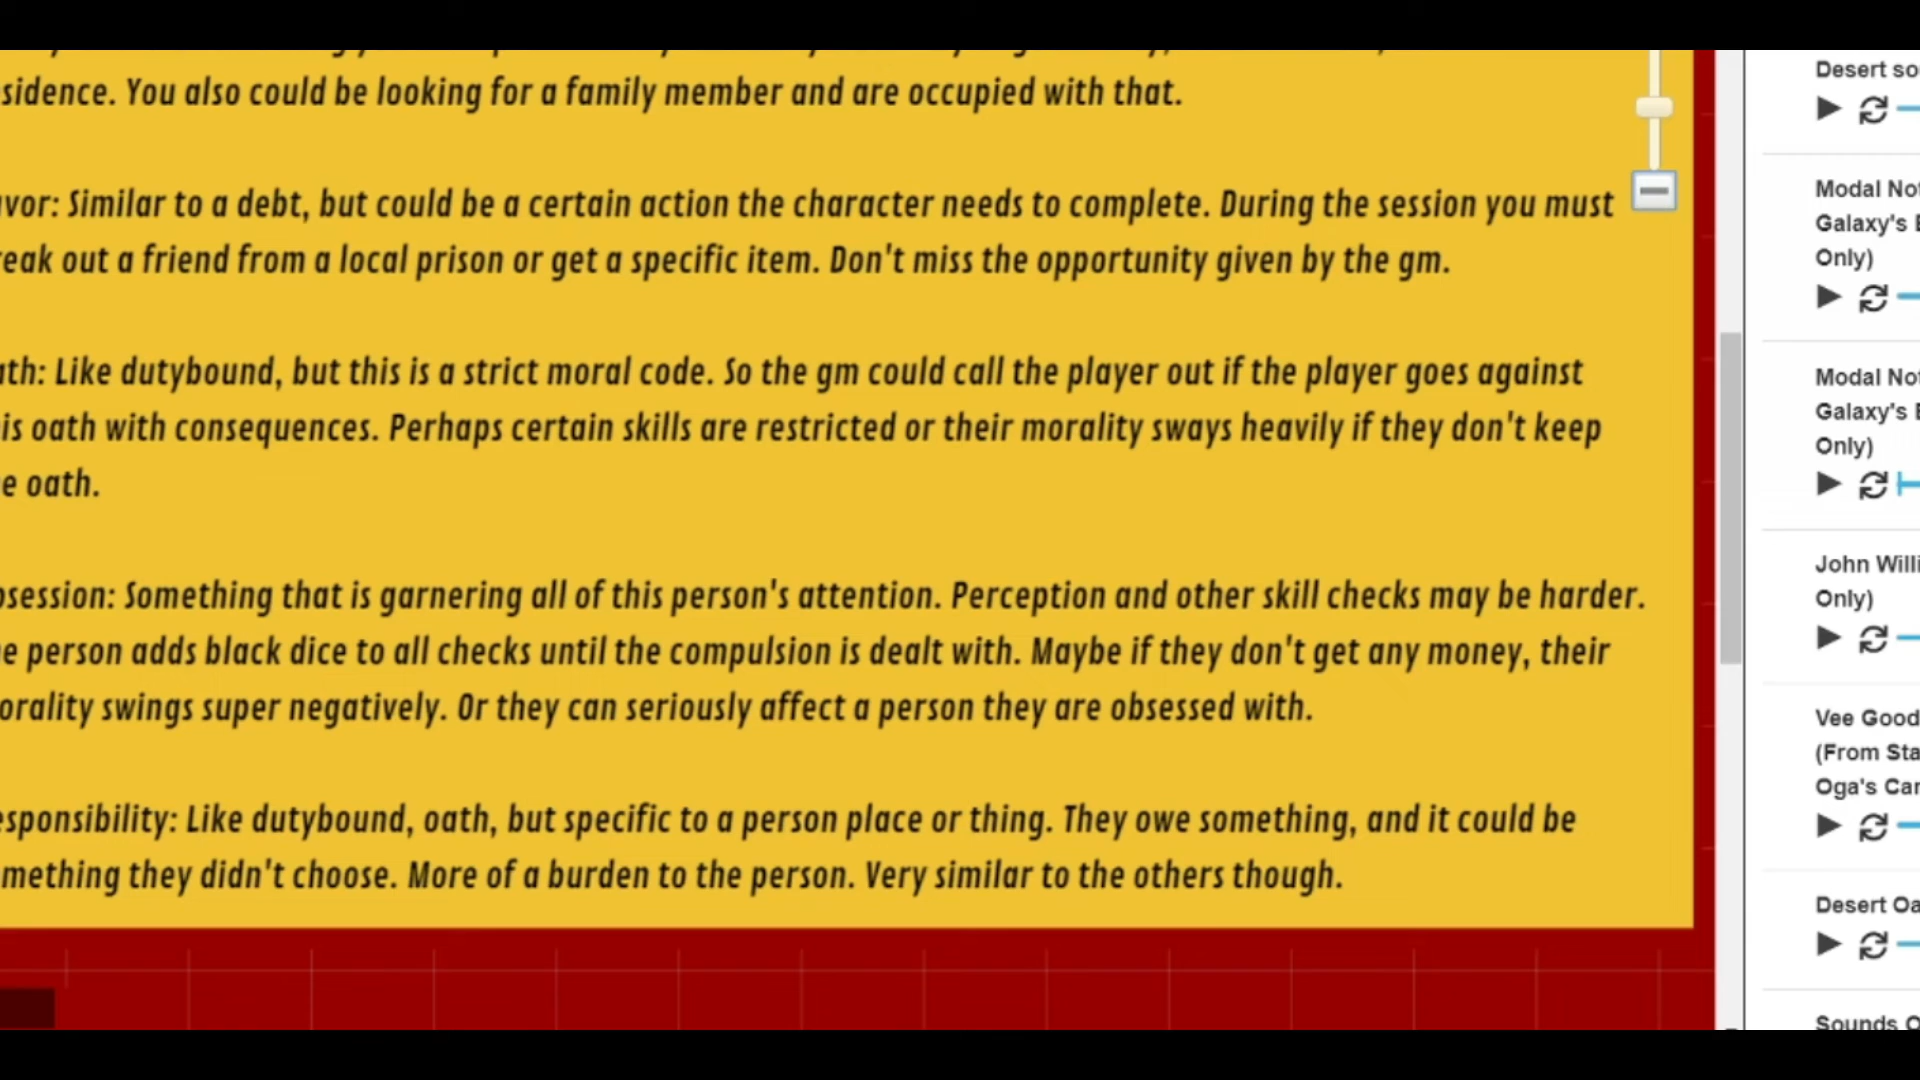 sidence. You also could be looking for a family member and are occupied with that.
vor: Similar to a debt, but could be a certain action the character needs to complete. During the session you must
eak out a friend from a local prison or get a specific item. Don't miss the opportunity given by the gm.
ath: Like dutybound, but this is a strict moral code. So the gm could call the player out if the player goes against
is oath with consequences. Perhaps certain skills are restricted or their morality sways heavily if they don't keep
e oath.
session: Something that is garnering all of this person's attention. Perception and other skill checks may be harder.
e person adds black dice to all checks until the compulsion is dealt with. Maybe if they don't get any money, their
orality swings super negatively. Or they can seriously affect a person they are obsessed with.
esponsibility: Like dutybound, oath, but specific to a person place or thing. They owe something, and it could be
mething they didn't choose. More of a burden to the person. Very similar to the others though.
Desert so
Modal Not
Galaxy's E
Only)
Modal Not
Galaxy's E
Only)
John Willi
Only)
Vee Good
(From Sta
Oga's Can
Desert Oa
Sounds O